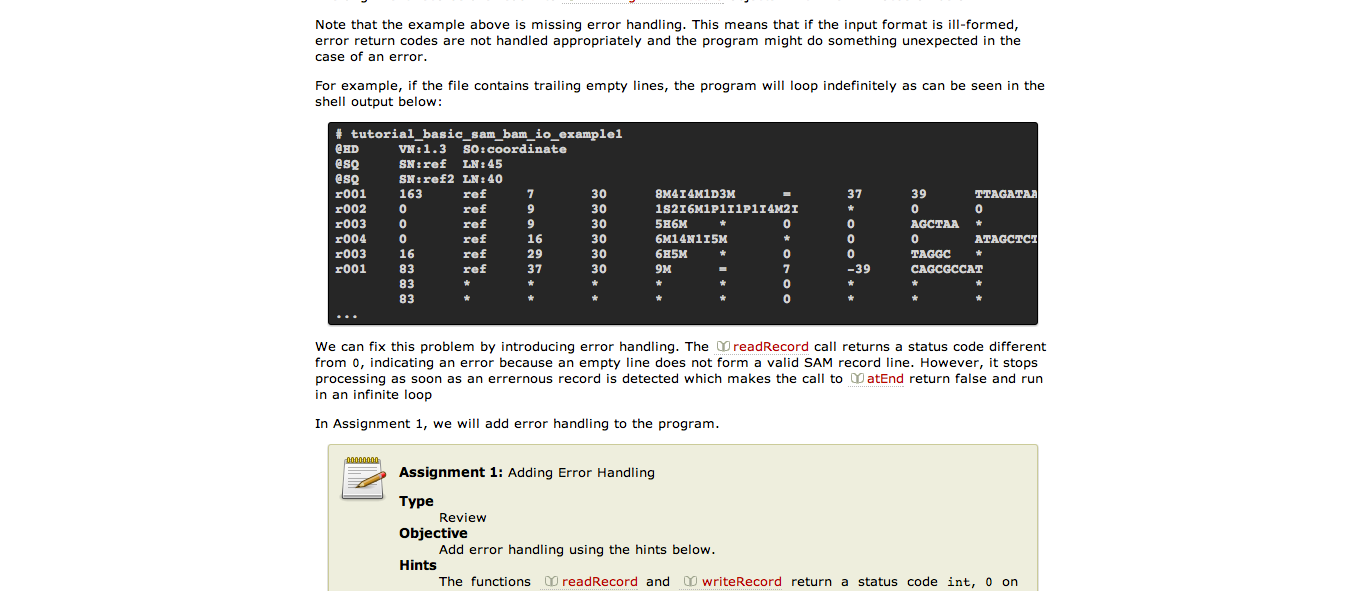 Note that the example above is missing error handling. This means that if the input format is ill-formed,
error return codes are not handled appropriately and the program might do something unexpected in the
case of an error.
For example, if the file contains trailing empty lines, the program will loop indefinitely as can be seen in the
shell output below:
# tutorial_basic_sam_bam_io_example1
@HD VN:1.3 SO:coordinate
@SQ SN:ref LN:45
@SQ SN:ref2 LN:40
r001 163 ref 7 30 8M4I4M1D3M = 37 39 TTAGATAA
r002 0 ref 9 30 1S2I6M1P1I1P1I4M2I * 0 0
r003 0 ref 9 30 5H6M * 0 0 AGCTAA *
r004 0 ref 16 30 6M14N1I5M * 0 0 ATAGCTCT
r003 16 ref 29 30 6H5M * 0 0 TAGGC *
r001 83 ref 37 30 9M = 7 -39 CAGCGCCAT
83 * * * * * 0 * * *
83 * * * * * 0 * * *
...
We can fix this problem by introducing error handling. The readRecord call returns a status code different
from 0, indicating an error because an empty line does not form a valid SAM record line. However, it stops
processing as soon as an errernous record is detected which makes the call to atEnd return false and run
in an infinite loop
In Assignment 1, we will add error handling to the program.
Assignment 1: Adding Error Handling
Type
Review
Objective
Add error handling using the hints below.
Hints
The functions readRecord and writeRecord return a status code int, 0 on